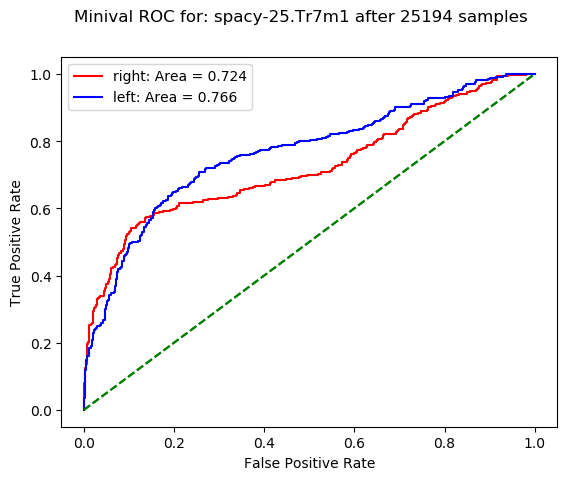 Minival ROC for: spacy-25.Tr7m1 after 25194 samples
right: Area = 0.724
left: Area = 0.766
True Positive Rate
1.0
0.8
0.6
0.4
0.2
0.0
0.0 0.2 0.4 0.6 0.8 1.0
False Positive Rate